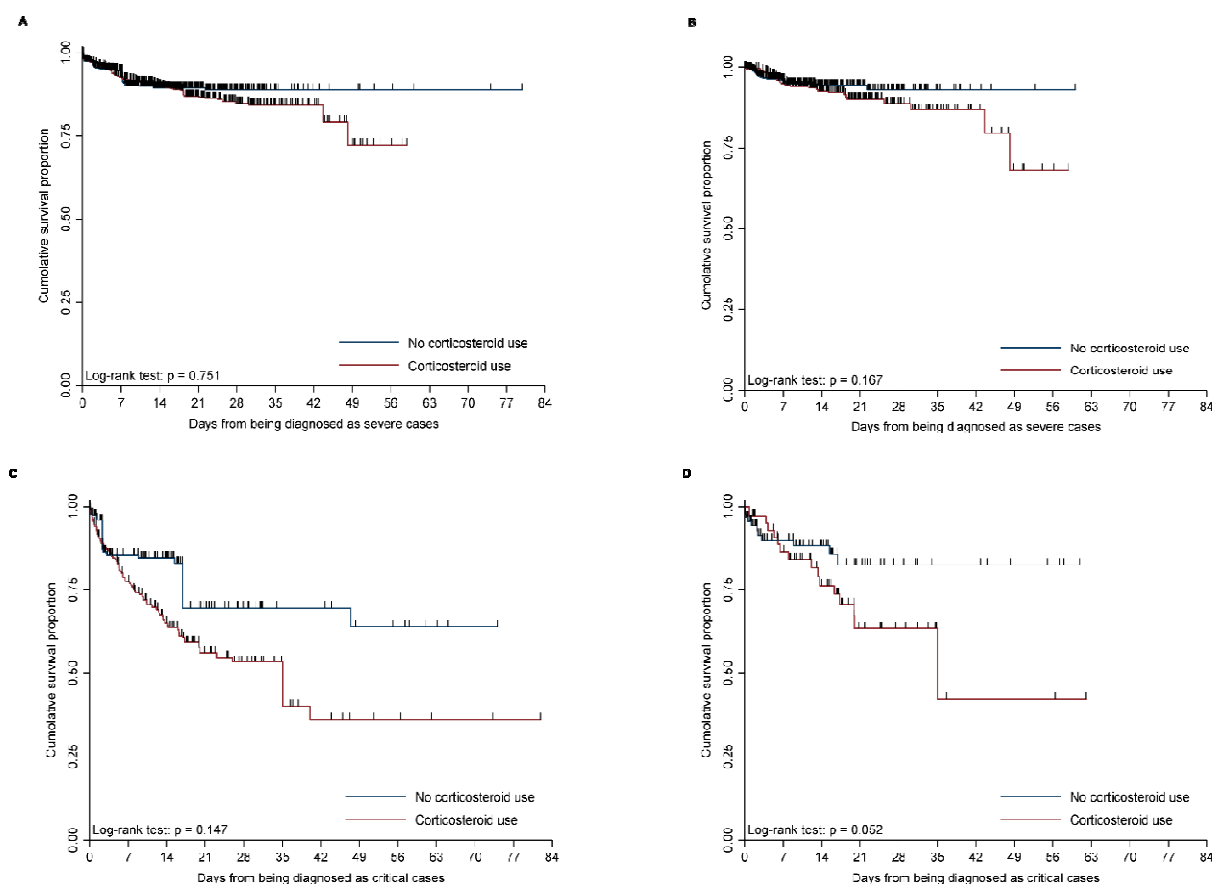 A
Cumolative survival proportion
1.00
0.75
0.50
0.25
0.00
No corticosteroid use
Corticosteroid use
Log-rank test: p = 0.751
0 7 14 21 28 35 42 49 56 63 70 77 84
Days from being diagnosed as severe cases
B
Cumolative survival proportion
1.00
0.75
0.50
0.25
0.00
No corticosteroid use
Corticosteroid use
Log-rank test: p = 0.167
0 7 14 21 28 35 42 49 56 63 70 77 84
Days from being diagnosed as severe cases
C
Cumolative survival proportion
1.00
0.75
0.50
0.25
0.00
No corticosteroid use
Corticosteroid use
Log-rank test: p = 0.147
0 7 14 21 28 35 42 49 56 63 70 77 84
Days from being diagnosed as critical cases
D
Cumolative survival proportion
1.00
0.75
0.50
0.25
0.00
No corticosteroid use
Corticosteroid use
Log-rank test: p = 0.052
0 7 14 21 28 35 42 49 56 63 70 77 84
Days from being diagnosed as critical cases